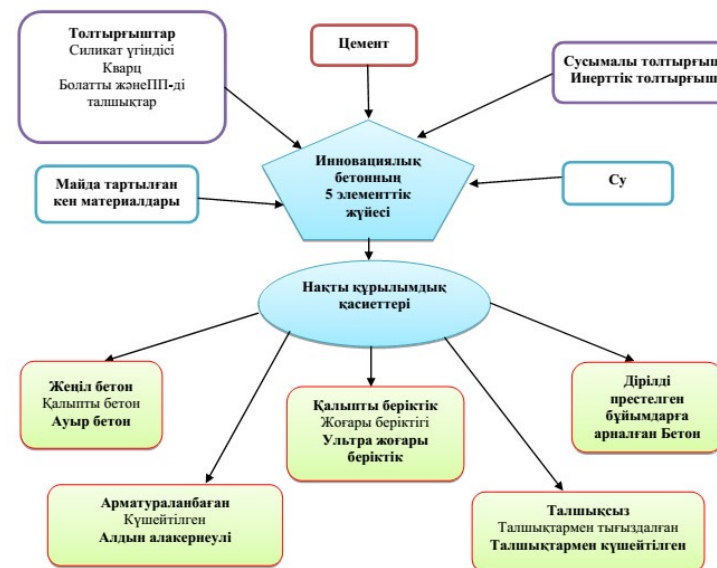 Толтырғыштар
Силикат үгіндісі
Кварц
Болатты жәнеПП-ді
талшықтар
Цемент
Сусымалы толтырғыш
Инерттік толтырғыш
Майда тартылған
кен материалдары
Инновациялық
бетонның
5 элементтік
жүйесі
Су
Нақты құрылымдық
қасиеттері
Жеңіл бетон
Қалыпты бетон
Ауыр бетон
Қалыпты беріктік
Жоғары беріктігі
Ультра жоғары
беріктік
Дірілді
престелген
бұйымдарға
арналған Бетон
Арматураланбаған
Күшейтілген
Алдын алакернеулі
Талшықсыз
Талшықтармен тығыздалған
Талшықтармен күшейтілген